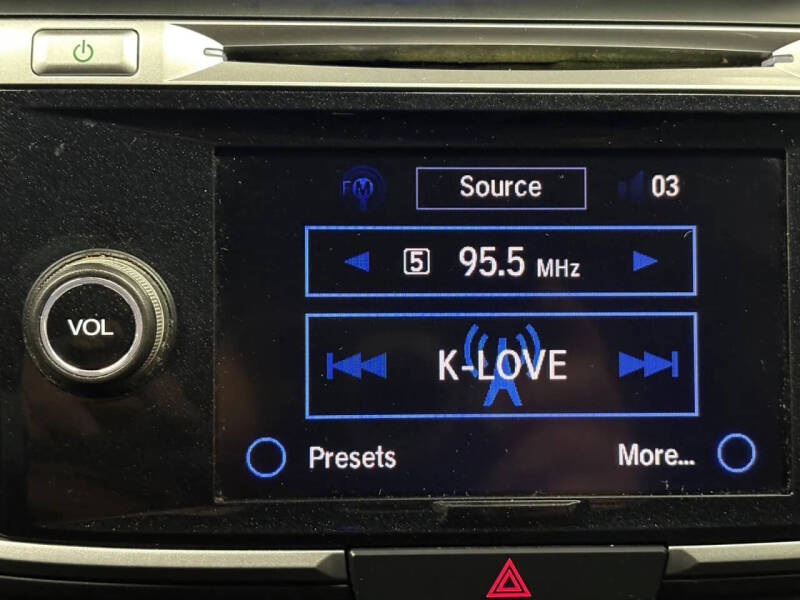 FM
Source
03
5 95.5 MHz
VOL
K-LOVE
Presets
More...